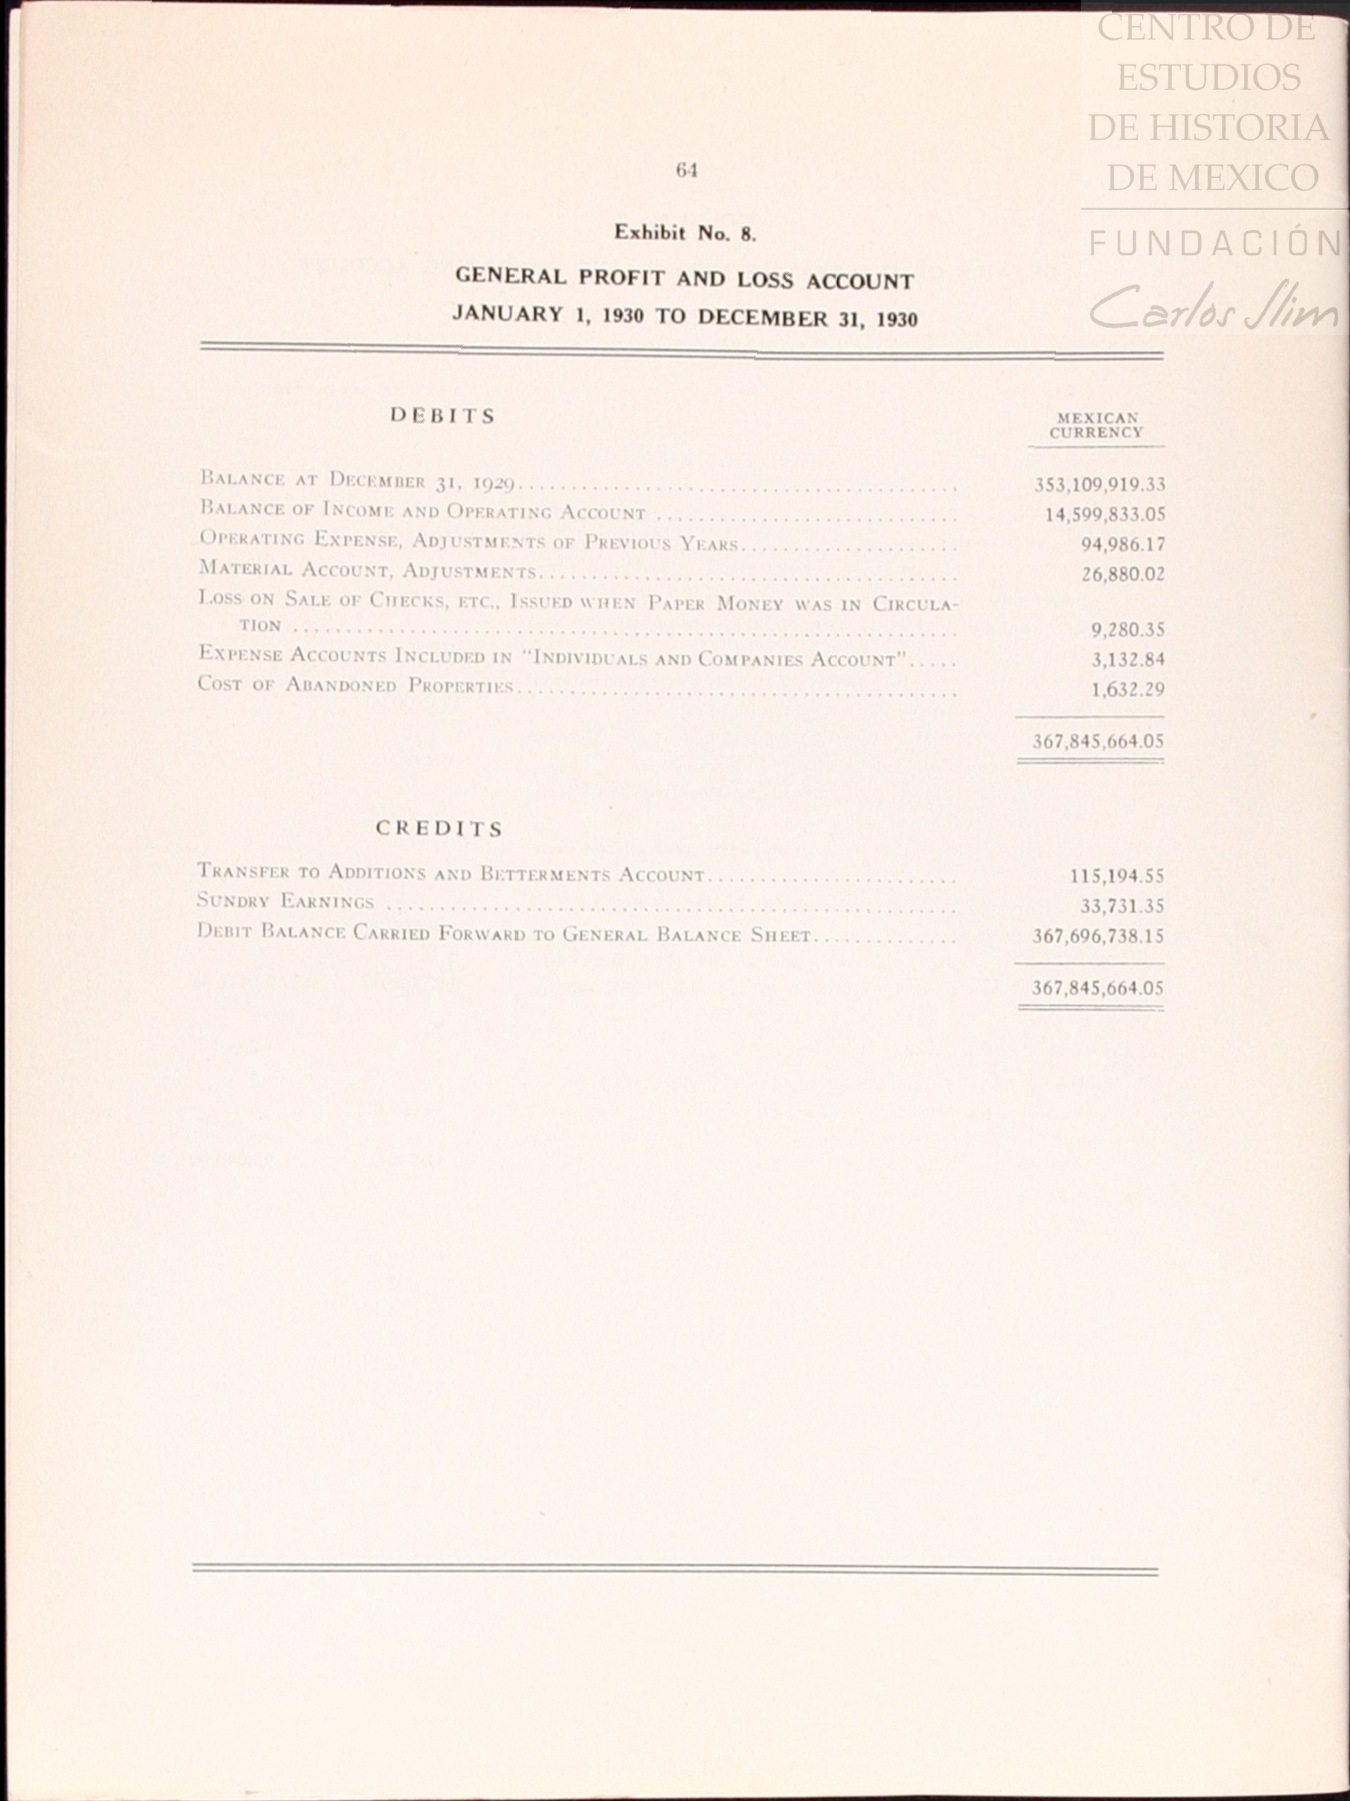 CENTRO DE
ESTUDIOS
DE HISTORIA
DE MEXICO
FUNDACIÓN
Carlos Slim
64
Exhibit No. 8.
GENERAL PROFIT AND LOSS ACCOUNT
JANUARY 1, 1930 TO DECEMBER 31, 1930
DEBITS
MEXICAN
CURRENCY
BALANCE AT DECEMBER 31, 1929 353,109,919.33
BALANCE OF INCOME AND OPERATING ACCOUNT 14,599,833.05
OPERATING EXPENSE, ADJUSTMENTS OF PREVIOUS YEARS 94,986.17
MATERIAL ACCOUNT, ADJUSTMENTS 26,880.02
LOSS ON SALE OF CHECKS, ETC., ISSUED WHEN PAPER MONEY WAS IN CIRCULA-
TION 9,280.35
EXPENSE ACCOUNTS INCLUDED IN "INDIVIDUALS AND COMPANIES ACCOUNT" 3,132.84
COST OF ABANDONED PROPERTIES 1,632.29
367,845,664.05
CREDITS
TRANSFER TO ADDITIONS AND BETTERMENTS ACCOUNT 115,194.55
SUNDRY EARNINGS 33,731.35
DEBIT BALANCE CARRIED FORWARD TO GENERAL BALANCE SHEET 367,696,738.15
367,845,664.05